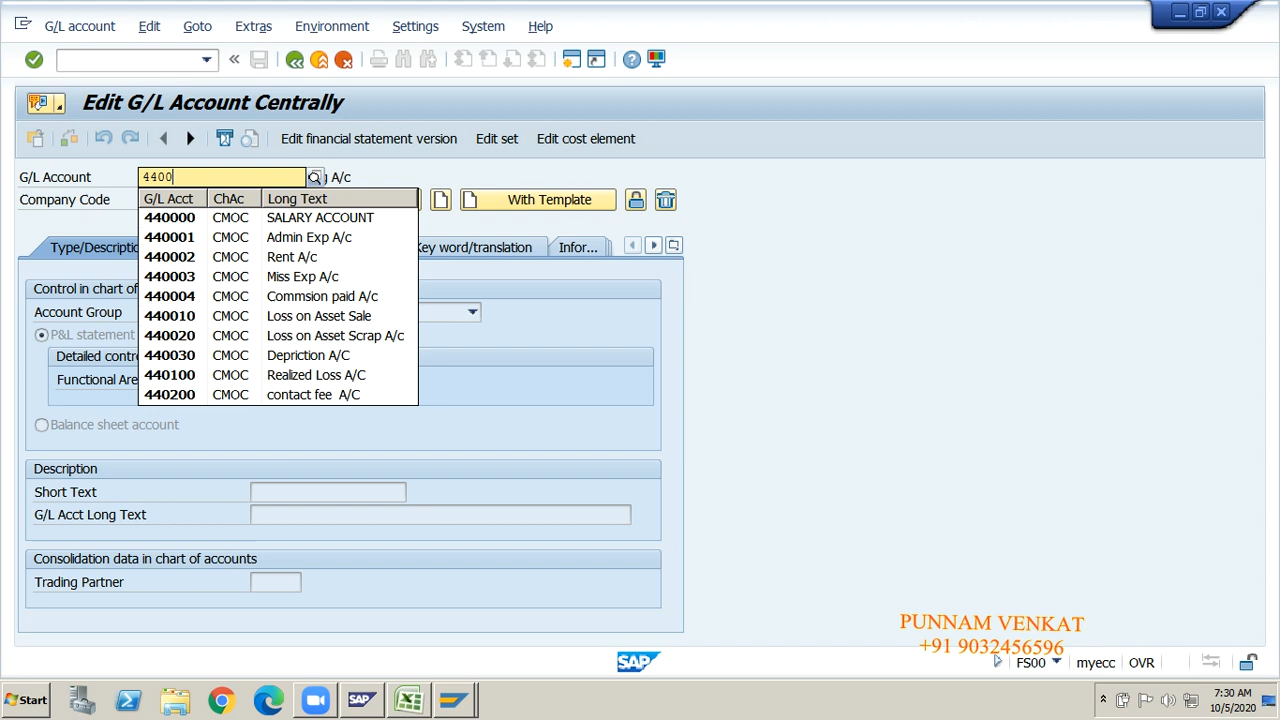 G/L account Edit Goto Extras Environment Settings System Help
Edit G/L Account Centrally
Edit financial statement version Edit set Edit cost element
G/L Account 4400 A/c
Company Code With Template
G/L Acct ChAc Long Text
440000 CMOC SALARY ACCOUNT
440001 CMOC Admin Exp A/c
440002 CMOC Rent A/c
440003 CMOC Miss Exp A/c
440004 CMOC Commsion paid A/c
440010 CMOC Loss on Asset Sale
440020 CMOC Loss on Asset Scrap A/c
440030 CMOC Depriction A/C
440100 CMOC Realized Loss A/C
440200 CMOC contact fee A/C
Type/Descriptio Key word/translation Infor...
Control in chart of
Account Group
P&L statement
Detailed contr
Functional Are
Balance sheet account
Description
Short Text
G/L Acct Long Text
Consolidation data in chart of accounts
Trading Partner
PUNNAM VENKAT
+91 9032456596
SAP FS00 myecc OVR
Start SAP 7:30 AM
10/5/2020